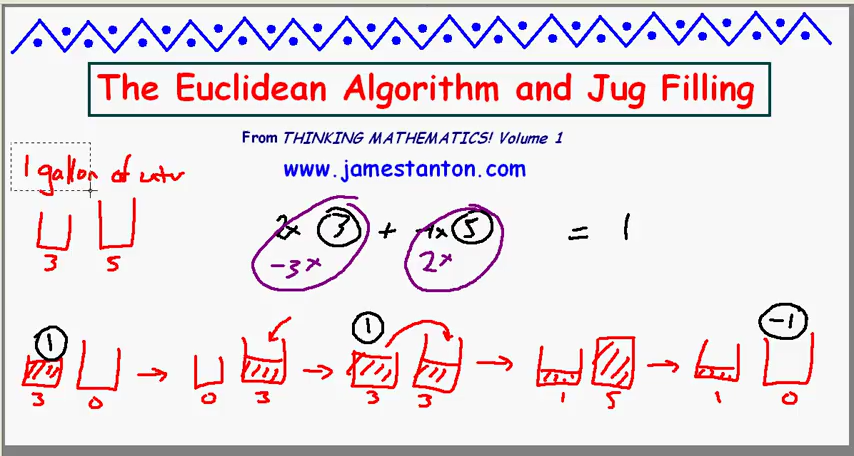 The Euclidean Algorithm and Jug Filling
From THINKING MATHEMATICS! Volume 1
www.jamestanton.com
1 gallon of water
3 5
2x 3 + -1x 5 = 1
-3x 2x
1 1 -1
3 0 → 0 3 → 3 3 → 1 5 → 1 0